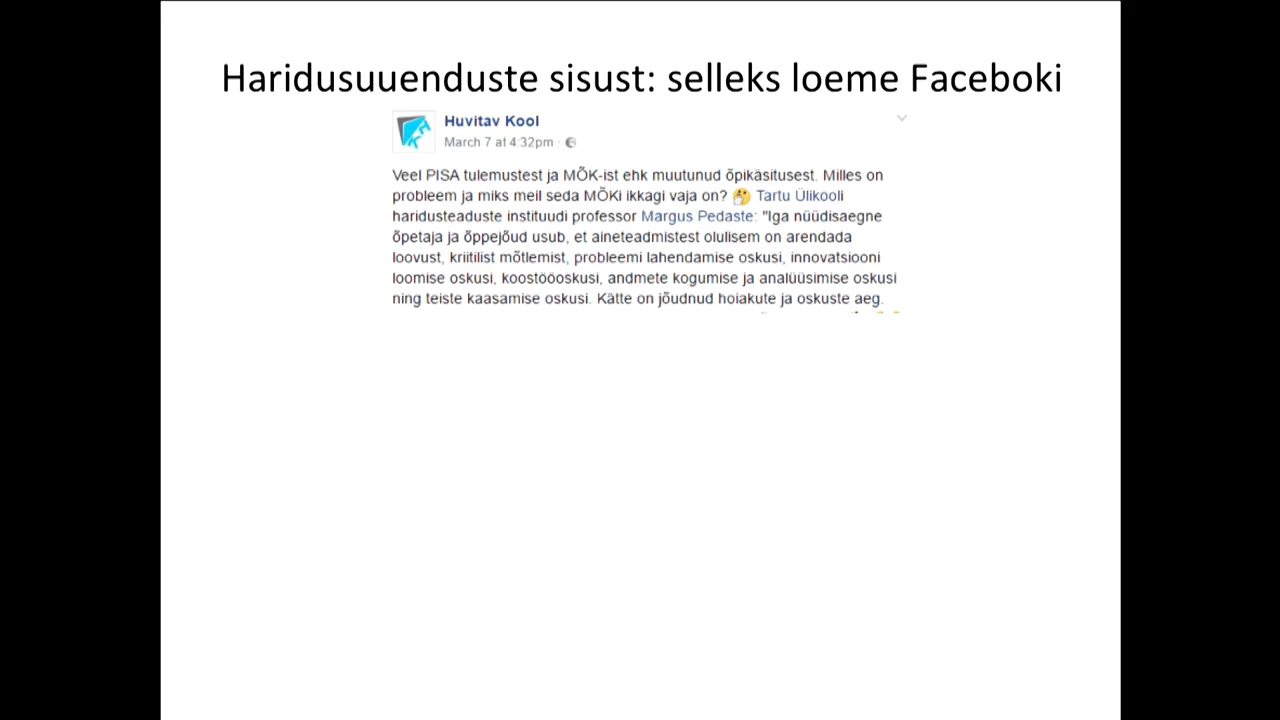 Haridusuuenduste sisust: selleks loeme Faceboki
Huvitav Kool
March 7 at 4:32pm ·
Veel PISA tulemustest ja MÕK-ist ehk muutunud õpikäsitusest. Milles on
probleem ja miks meil seda MÕKi ikkagi vaja on? 🤔 Tartu Ülikooli
haridusteaduste instituudi professor Margus Pedaste: "Iga nüüdisaegne
õpetaja ja õppejõud usub, et aineteadmistest olulisem on arendada
loovust, kriitilist mõtlemist, probleemi lahendamise oskusi, innovatsiooni
loomise oskusi, koostööoskusi, andmete kogumise ja analüüsimise oskusi
ning teiste kaasamise oskusi. Kätte on jõudnud hoiakute ja oskuste aeg.